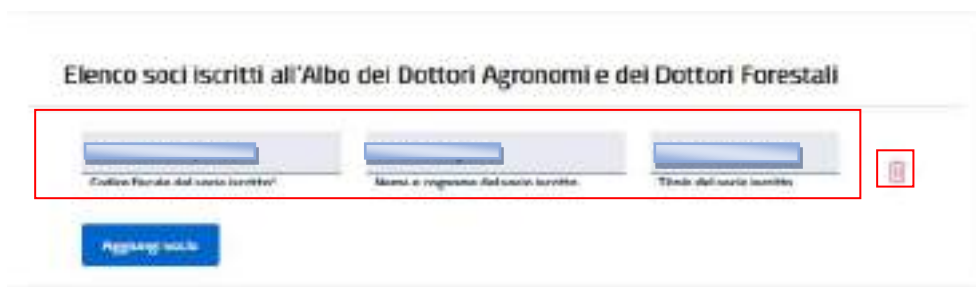 Elenco soci iscritti all'Albo dei Dottori Agronomi e dei Dottori Forestali
Codice fiscale del socio iscritto*
Nome e cognome del socio iscritto
Titolo del socio iscritto
Aggiungi socio